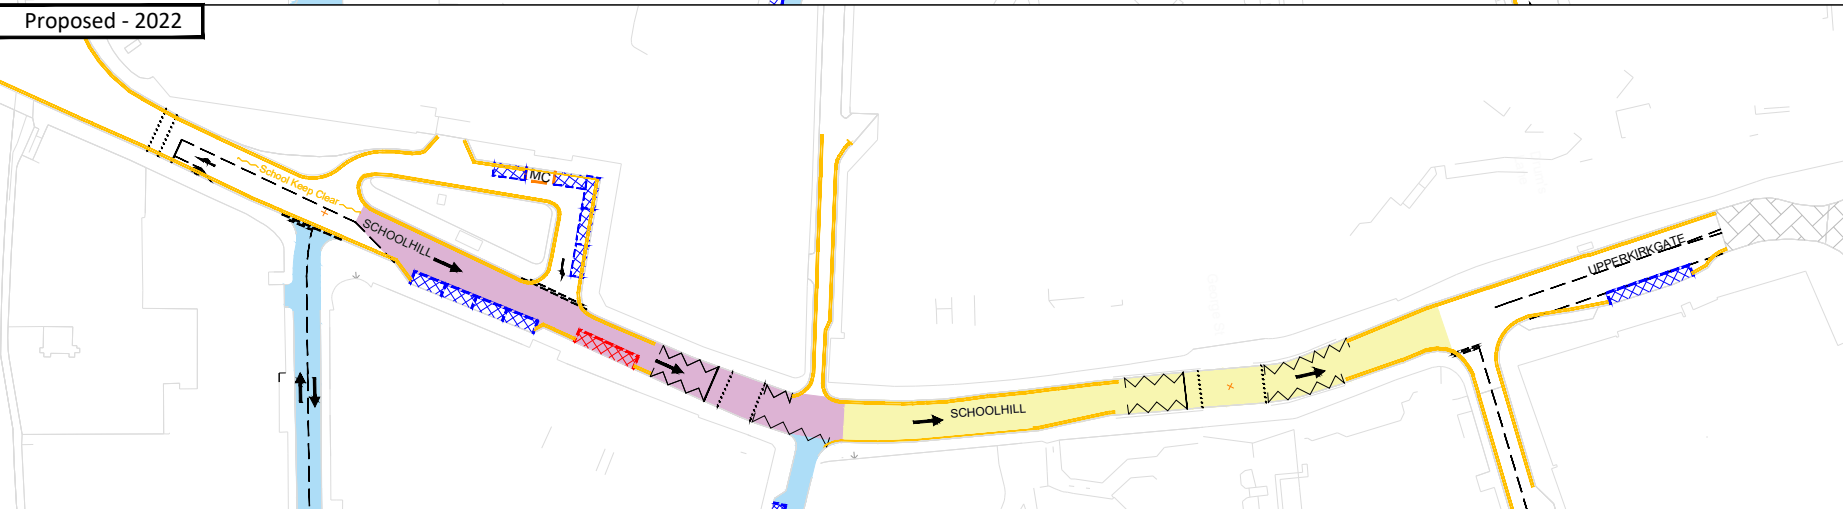 Proposed - 2022
MC
School Keep Clear
SCHOOLHILL
UPPERKIRKGATE
SCHOOLHILL